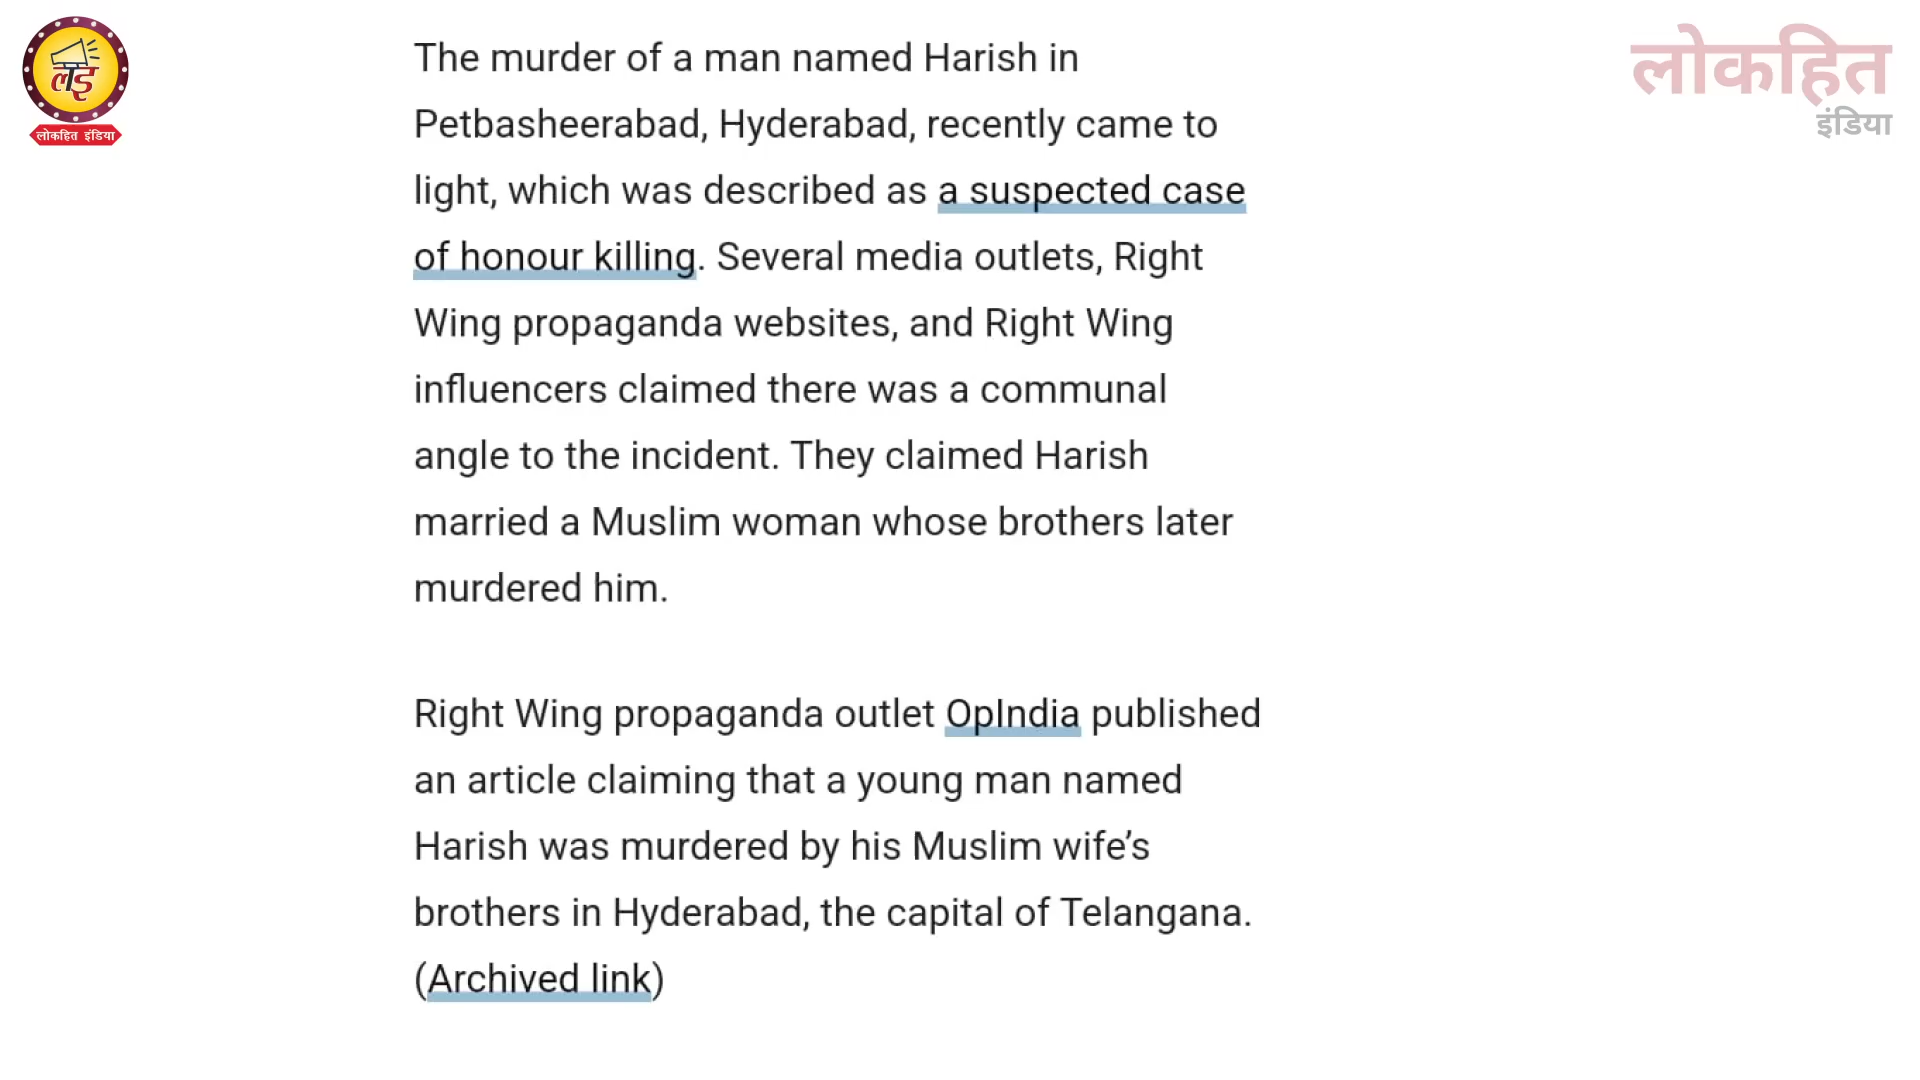 The murder of a man named Harish in
Petbasheerabad, Hyderabad, recently came to
light, which was described as a suspected case
of honour killing. Several media outlets, Right
Wing propaganda websites, and Right Wing
influencers claimed there was a communal
angle to the incident. They claimed Harish
married a Muslim woman whose brothers later
murdered him.
Right Wing propaganda outlet OpIndia published
an article claiming that a young man named
Harish was murdered by his Muslim wife’s
brothers in Hyderabad, the capital of Telangana.
(Archived link)
लोकहित इंडिया
लोकहित
इंडिया